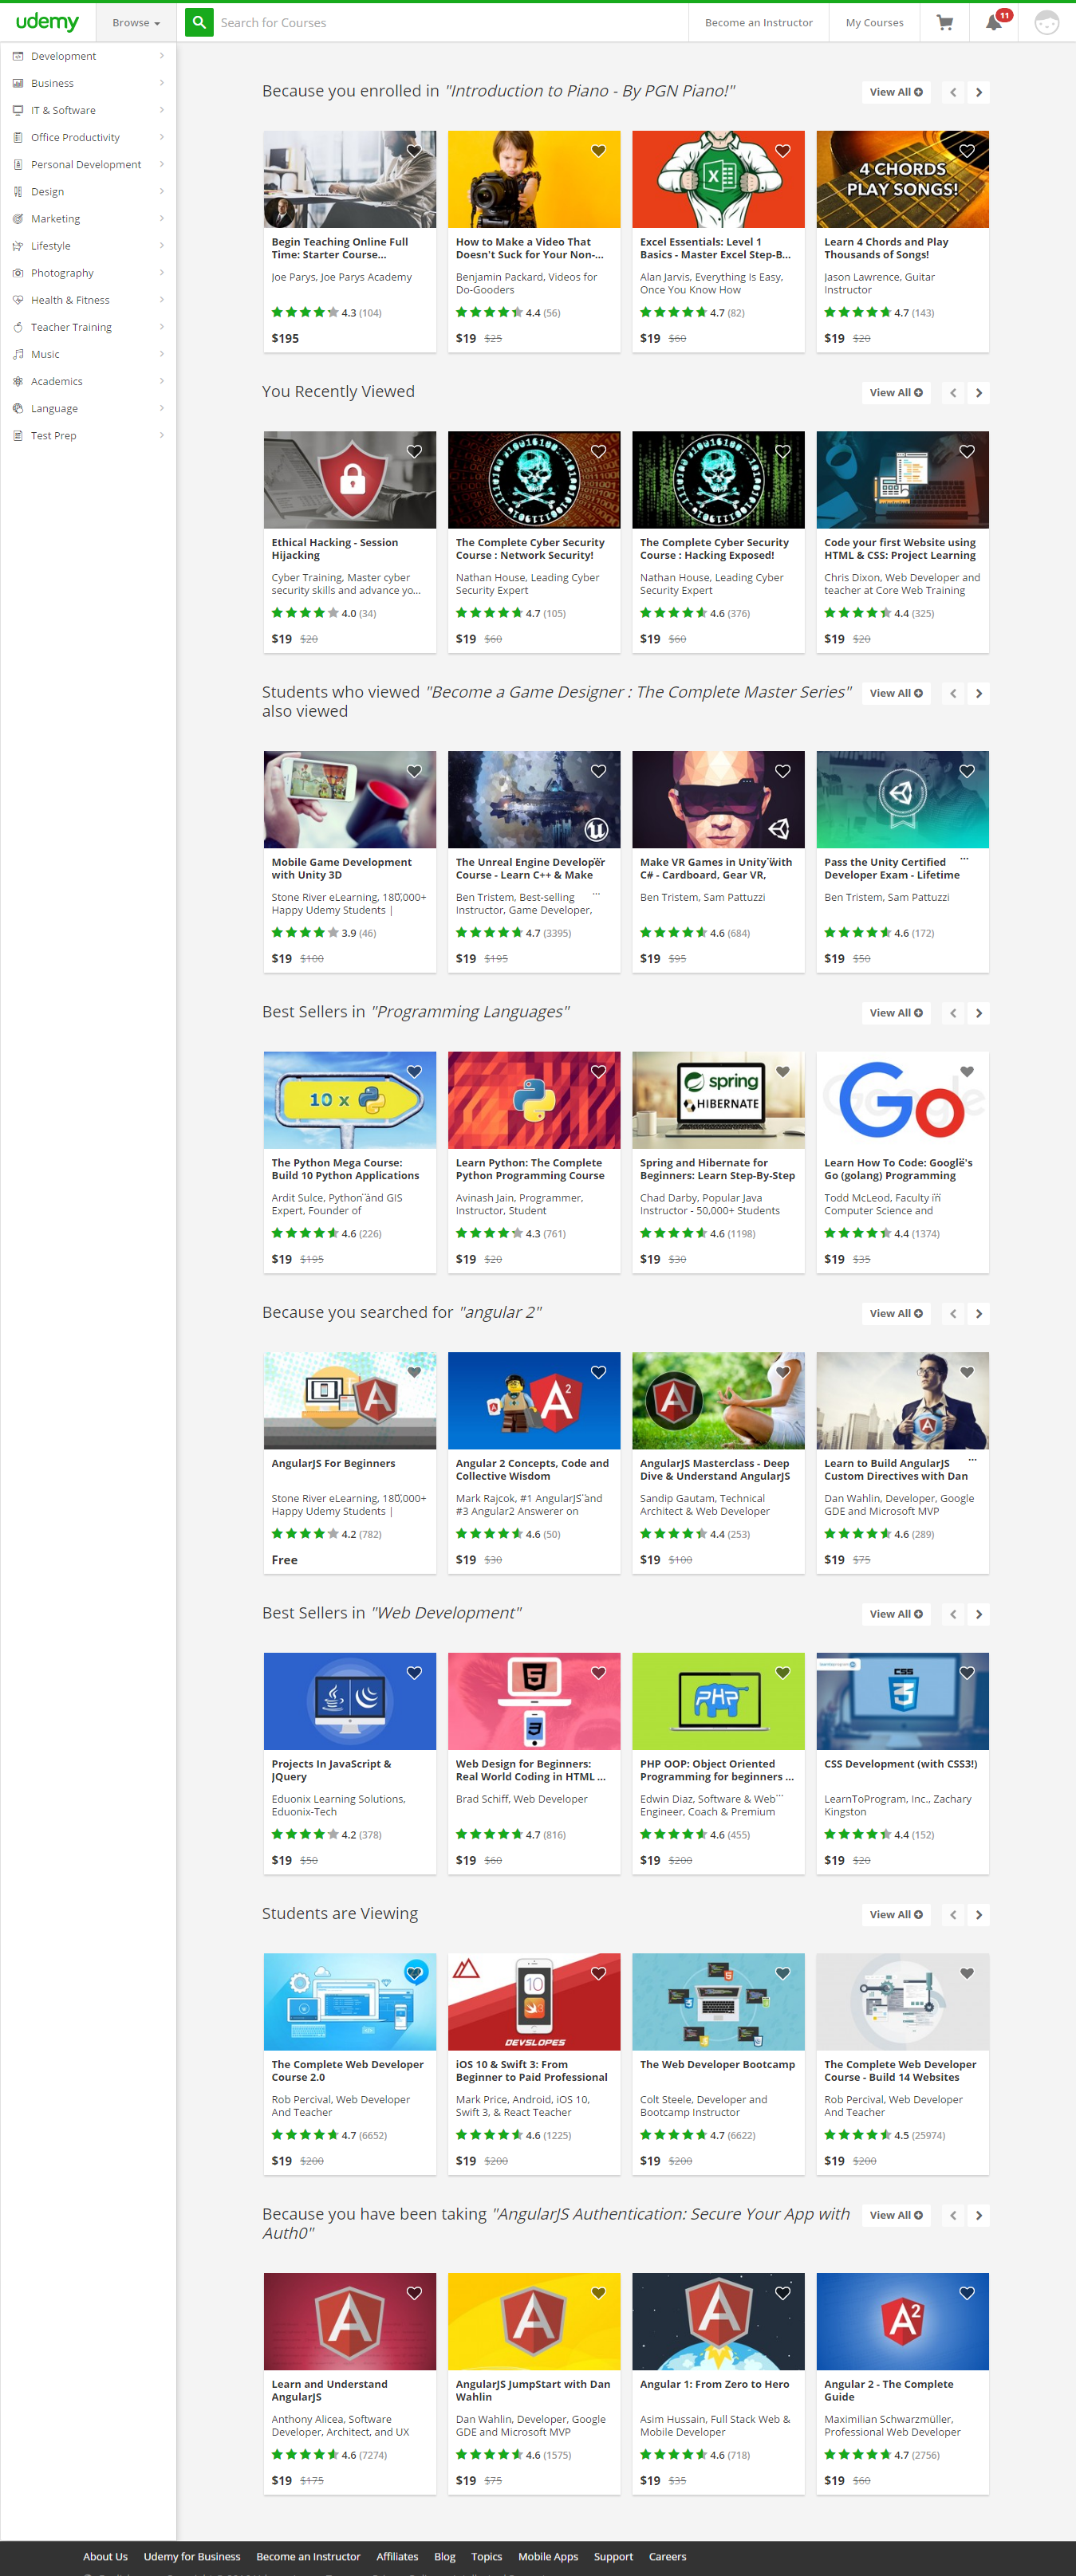 udemy
Browse
Search for Courses
Become an Instructor
My Courses
11
Development
Business
IT & Software
Office Productivity
Personal Development
Design
Marketing
Lifestyle
Photography
Health & Fitness
Teacher Training
Music
Academics
Language
Test Prep
Because you enrolled in "Introduction to Piano - By PGN Piano!"
View All
Begin Teaching Online Full
Time: Starter Course...
Joe Parys, Joe Parys Academy
4.3 (104)
$195
How to Make a Video That
Doesn't Suck for Your Non-...
Benjamin Packard, Videos for
Do-Gooders
4.4 (56)
$19 $25
Excel Essentials: Level 1
Basics - Master Excel Step-B...
Alan Jarvis, Everything Is Easy,
Once You Know How
4.7 (82)
$19 $60
4 CHORDS
PLAY SONGS!
Learn 4 Chords and Play
Thousands of Songs!
Jason Lawrence, Guitar
Instructor
4.7 (143)
$19 $20
You Recently Viewed
View All
Ethical Hacking - Session
Hijacking
Cyber Training, Master cyber
security skills and advance yo...
4.0 (34)
$19 $20
The Complete Cyber Security
Course : Network Security!
Nathan House, Leading Cyber
Security Expert
4.7 (105)
$19 $60
The Complete Cyber Security
Course : Hacking Exposed!
Nathan House, Leading Cyber
Security Expert
4.6 (376)
$19 $60
Code your first Website using
HTML & CSS: Project Learning
Chris Dixon, Web Developer and
teacher at Core Web Training
4.4 (325)
$19 $20
Students who viewed "Become a Game Designer : The Complete Master Series"
also viewed
View All
Mobile Game Development
with Unity 3D
Stone River eLearning, 180,000+
Happy Udemy Students |
3.9 (46)
$19 $100
The Unreal Engine Developer
Course - Learn C++ & Make
Ben Tristem, Best-selling
Instructor, Game Developer,
4.7 (3395)
$19 $195
Make VR Games in Unity with
C# - Cardboard, Gear VR,
Ben Tristem, Sam Pattuzzi
4.6 (684)
$19 $95
Pass the Unity Certified
Developer Exam - Lifetime
Ben Tristem, Sam Pattuzzi
4.6 (172)
$19 $50
Best Sellers in "Programming Languages"
View All
10 x
The Python Mega Course:
Build 10 Python Applications
Ardit Sulce, Python and GIS
Expert, Founder of
4.6 (226)
$19 $195
Learn Python: The Complete
Python Programming Course
Avinash Jain, Programmer,
Instructor, Student
4.3 (761)
$19 $20
spring
HIBERNATE
Spring and Hibernate for
Beginners: Learn Step-By-Step
Chad Darby, Popular Java
Instructor - 50,000+ Students
4.6 (1198)
$19 $30
Go
Learn How To Code: Google's
Go (golang) Programming
Todd McLeod, Faculty in
Computer Science and
4.4 (1374)
$19 $35
Because you searched for "angular 2"
View All
AngularJS For Beginners
Stone River eLearning, 180,000+
Happy Udemy Students |
4.2 (782)
Free
A 2
Angular 2 Concepts, Code and
Collective Wisdom
Mark Rajcok, #1 AngularJS and
#3 Angular2 Answerer on
4.6 (50)
$19 $30
AngularJS Masterclass - Deep
Dive & Understand AngularJS
Sandip Gautam, Technical
Architect & Web Developer
4.4 (253)
$19 $100
Learn to Build AngularJS ...
Custom Directives with Dan
Dan Wahlin, Developer, Google
GDE and Microsoft MVP
4.6 (289)
$19 $75
Best Sellers in "Web Development"
View All
Projects In JavaScript &
JQuery
Eduonix Learning Solutions,
Eduonix-Tech
4.2 (378)
$19 $50
Web Design for Beginners:
Real World Coding in HTML ...
Brad Schiff, Web Developer
4.7 (816)
$19 $60
PHP
PHP OOP: Object Oriented
Programming for beginners ...
Edwin Diaz, Software & Web
Engineer, Coach & Premium
4.6 (455)
$19 $200
CSS
3
CSS Development (with CSS3!)
LearnToProgram, Inc., Zachary
Kingston
4.4 (152)
$19 $20
Students are Viewing
View All
The Complete Web Developer
Course 2.0
Rob Percival, Web Developer
And Teacher
4.7 (6652)
$19 $200
10
DEVSLOPES
iOS 10 & Swift 3: From
Beginner to Paid Professional
Mark Price, Android, iOS 10,
Swift 3, & React Teacher
4.6 (1225)
$19 $200
The Web Developer Bootcamp
Colt Steele, Developer and
Bootcamp Instructor
4.7 (6622)
$19 $200
The Complete Web Developer
Course - Build 14 Websites
Rob Percival, Web Developer
And Teacher
4.5 (25974)
$19 $200
Because you have been taking "AngularJS Authentication: Secure Your App with
Auth0"
View All
A
Learn and Understand
AngularJS
Anthony Alicea, Software
Developer, Architect, and UX
4.6 (7274)
$19 $175
A
AngularJS JumpStart with Dan
Wahlin
Dan Wahlin, Developer, Google
GDE and Microsoft MVP
4.6 (1575)
$19 $75
A
Angular 1: From Zero to Hero
Asim Hussain, Full Stack Web &
Mobile Developer
4.6 (718)
$19 $35
A2
Angular 2 - The Complete
Guide
Maximilian Schwarzmüller,
Professional Web Developer
4.7 (2756)
$19 $60
About Us Udemy for Business Become an Instructor Affiliates Blog Topics Mobile Apps Support Careers